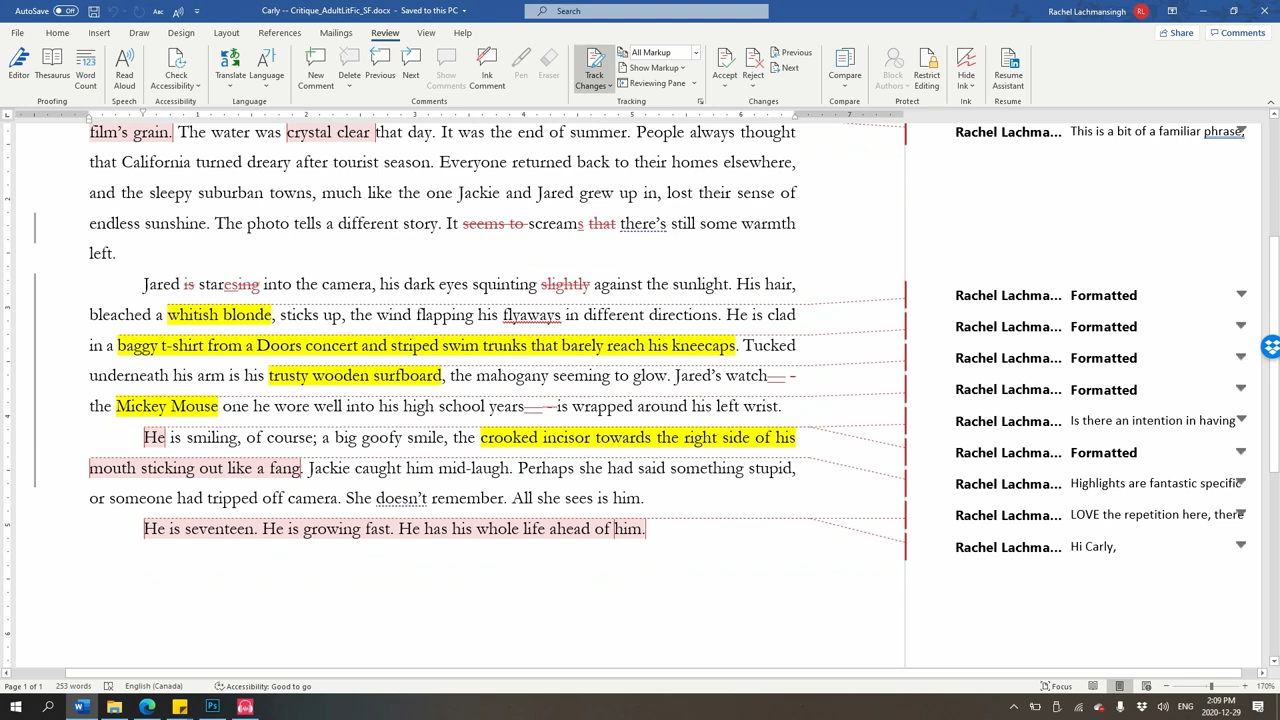 AutoSave Off Carly -- Critique_AdultLitFic_SF.docx - Saved to this PC Search Rachel Lachmansingh RL
File Home Insert Draw Design Layout References Mailings Review View Help Share Comments
Editor Thesaurus Word Count Read Aloud Check Accessibility Translate Language New Comment Delete Previous Next Show Comments Ink Comment Pen Eraser Track Changes All Markup Show Markup Reviewing Pane Accept Reject Previous Next Compare Block Authors Restrict Editing Hide Ink Resume Assistant
Proofing Speech Accessibility Language Comments Tracking Changes Compare Protect Ink Resume
1 2 3 4 5 6 7
film's grain. The water was crystal clear that day. It was the end of summer. People always thought
that California turned dreary after tourist season. Everyone returned back to their homes elsewhere,
and the sleepy suburban towns, much like the one Jackie and Jared grew up in, lost their sense of
endless sunshine. The photo tells a different story. It seems to screams that there's still some warmth
left.
Jared is staresing into the camera, his dark eyes squinting slightly against the sunlight. His hair,
bleached a whitish blonde, sticks up, the wind flapping his flyaways in different directions. He is clad
in a baggy t-shirt from a Doors concert and striped swim trunks that barely reach his kneecaps. Tucked
underneath his arm is his trusty wooden surfboard, the mahogany seeming to glow. Jared's watch— -
the Mickey Mouse one he wore well into his high school years— -is wrapped around his left wrist.
He is smiling, of course; a big goofy smile, the crooked incisor towards the right side of his
mouth sticking out like a fang. Jackie caught him mid-laugh. Perhaps she had said something stupid,
or someone had tripped off camera. She doesn't remember. All she sees is him.
He is seventeen. He is growing fast. He has his whole life ahead of him.
Rachel Lachma... This is a bit of a familiar phrase,
Rachel Lachma... Formatted
Rachel Lachma... Formatted
Rachel Lachma... Formatted
Rachel Lachma... Formatted
Rachel Lachma... Is there an intention in having
Rachel Lachma... Formatted
Rachel Lachma... Highlights are fantastic specific
Rachel Lachma... LOVE the repetition here, there
Rachel Lachma... Hi Carly,
Page 1 of 1 253 words English (Canada) Accessibility: Good to go Focus 170%
ENG 2:09 PM
2020-12-29